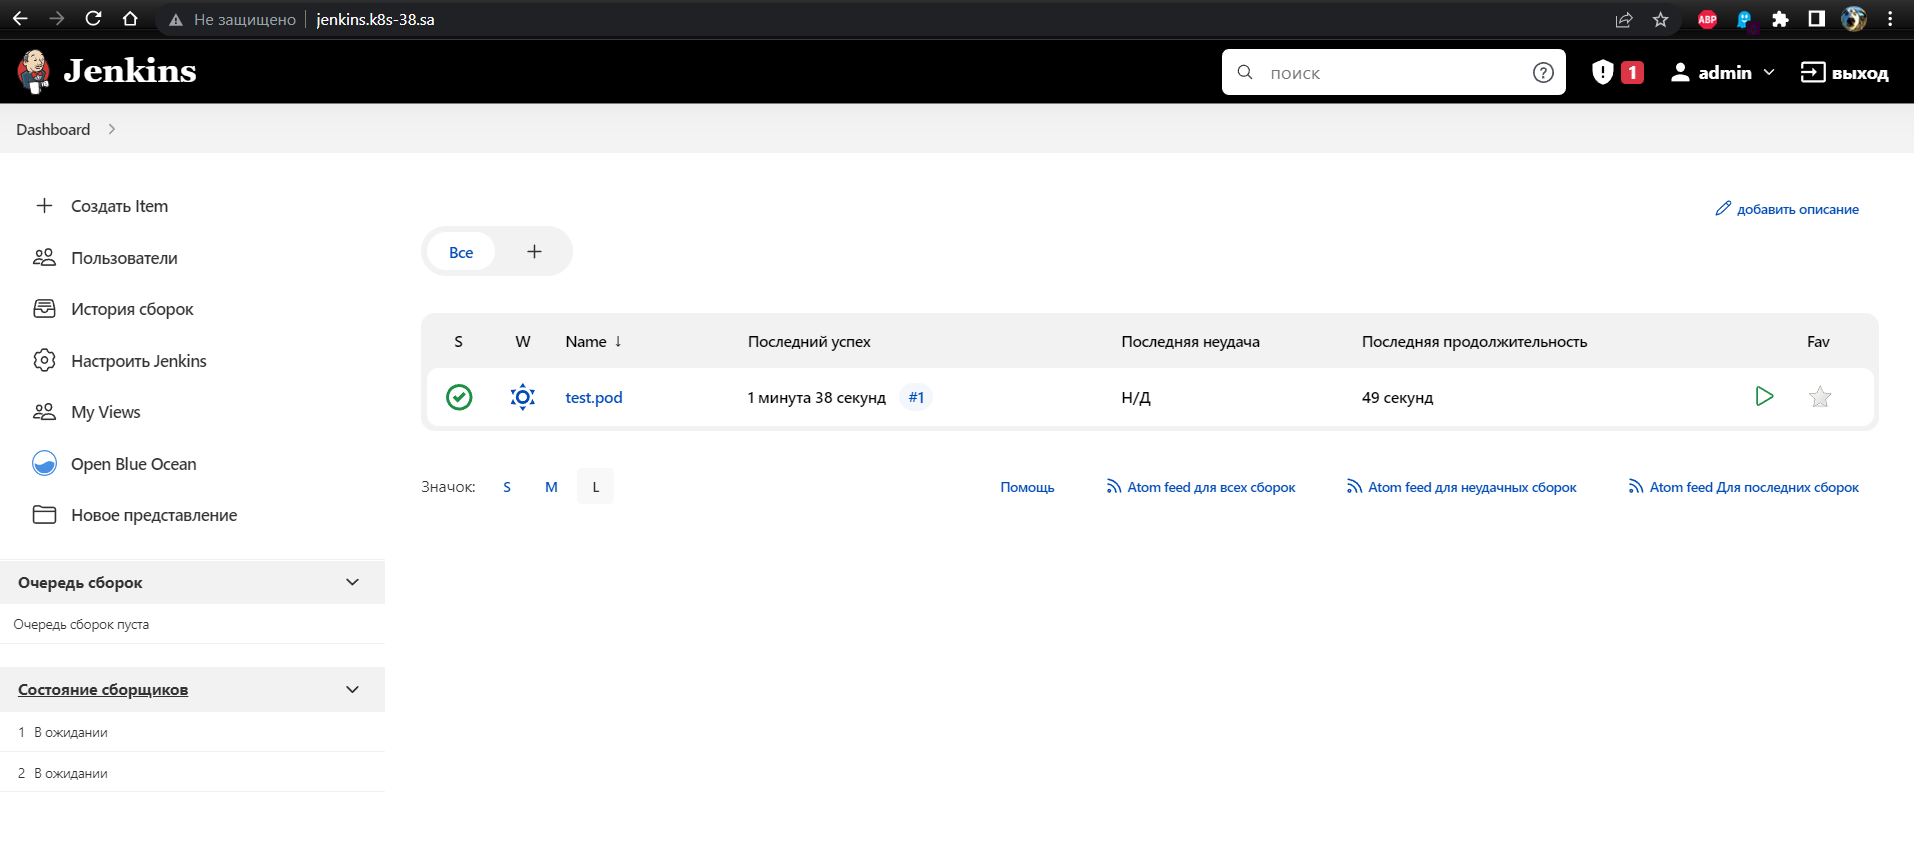 Не защищено jenkins.k8s-38.sa ABP
Jenkins поиск 1 admin выход
Dashboard
Создать Item
Пользователи
История сборок
Настроить Jenkins
My Views
Open Blue Ocean
Новое представление
Очередь сборок
Очередь сборок пуста
Состояние сборщиков
1 В ожидании
2 В ожидании
добавить описание
Все
S W Name ↓ Последний успех Последняя неудача Последняя продолжительность Fav
test.pod 1 минута 38 секунд #1 Н/Д 49 секунд
Значок: S M L Помощь Atom feed для всех сборок Atom feed для неудачных сборок Atom feed Для последних сборок